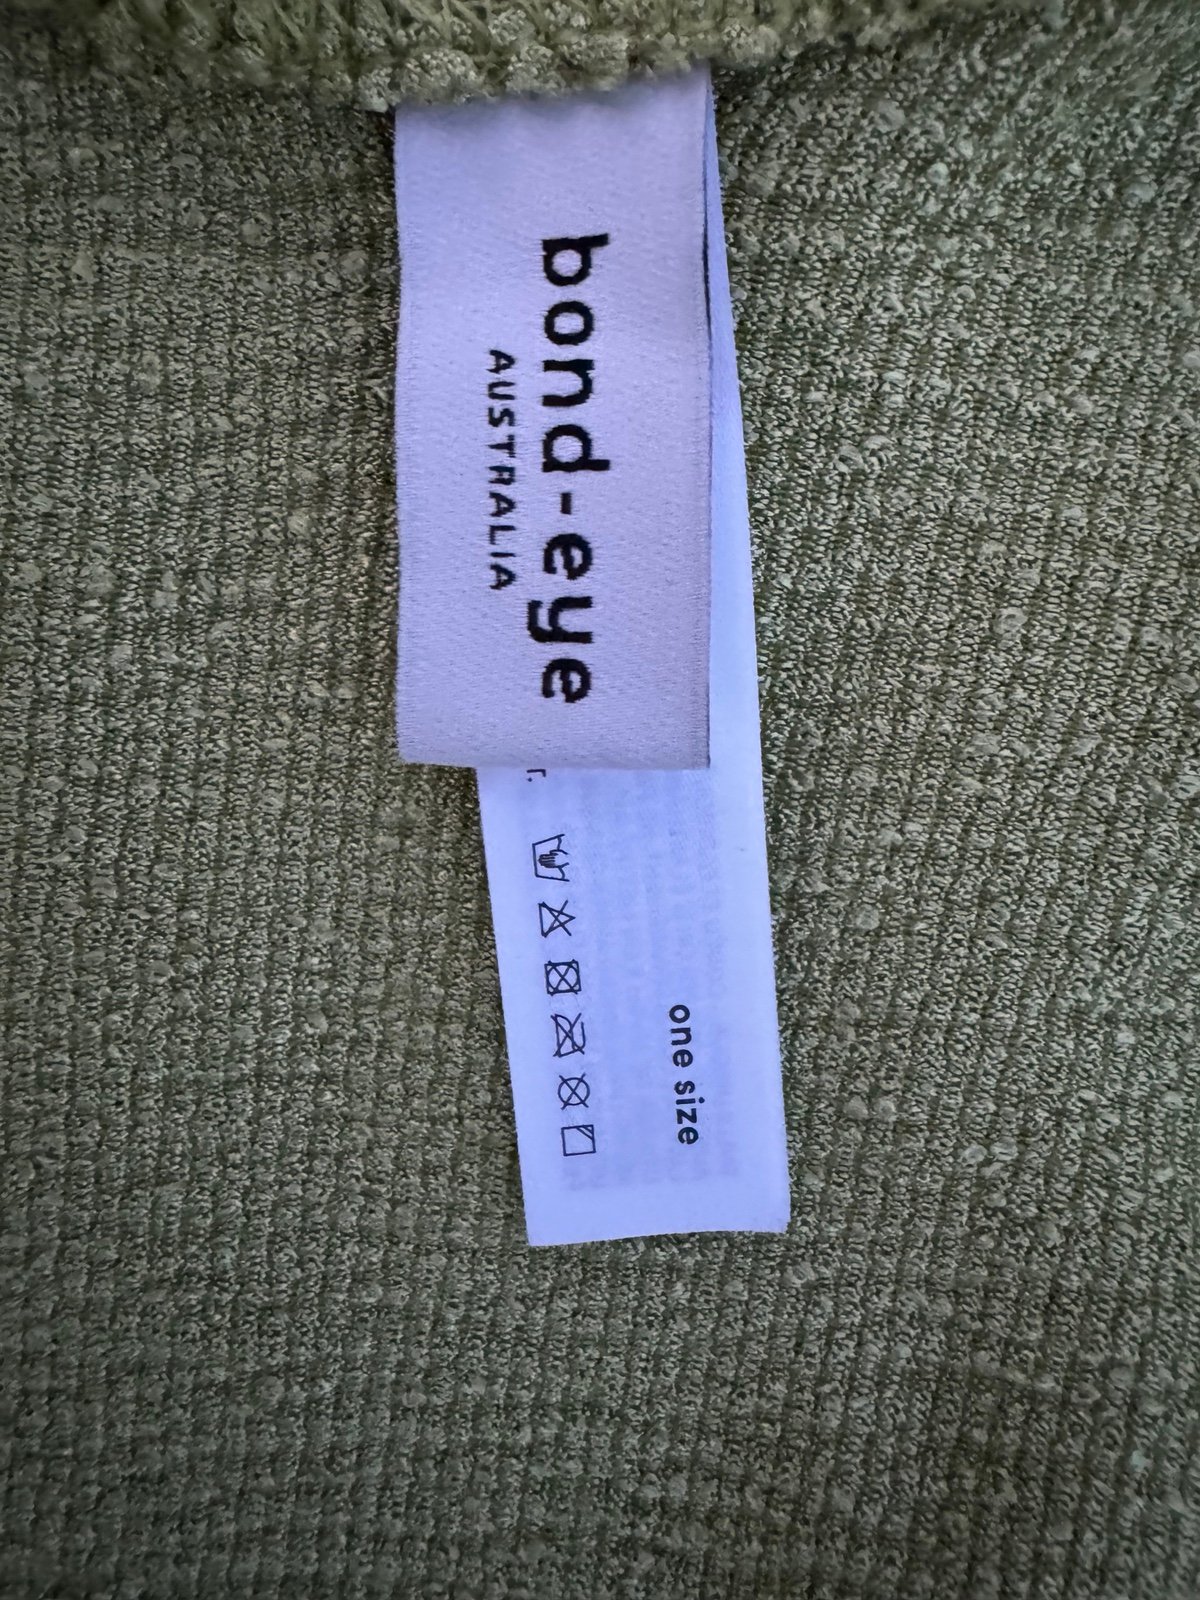 bond-eye
AUSTRALIA
r.
one size